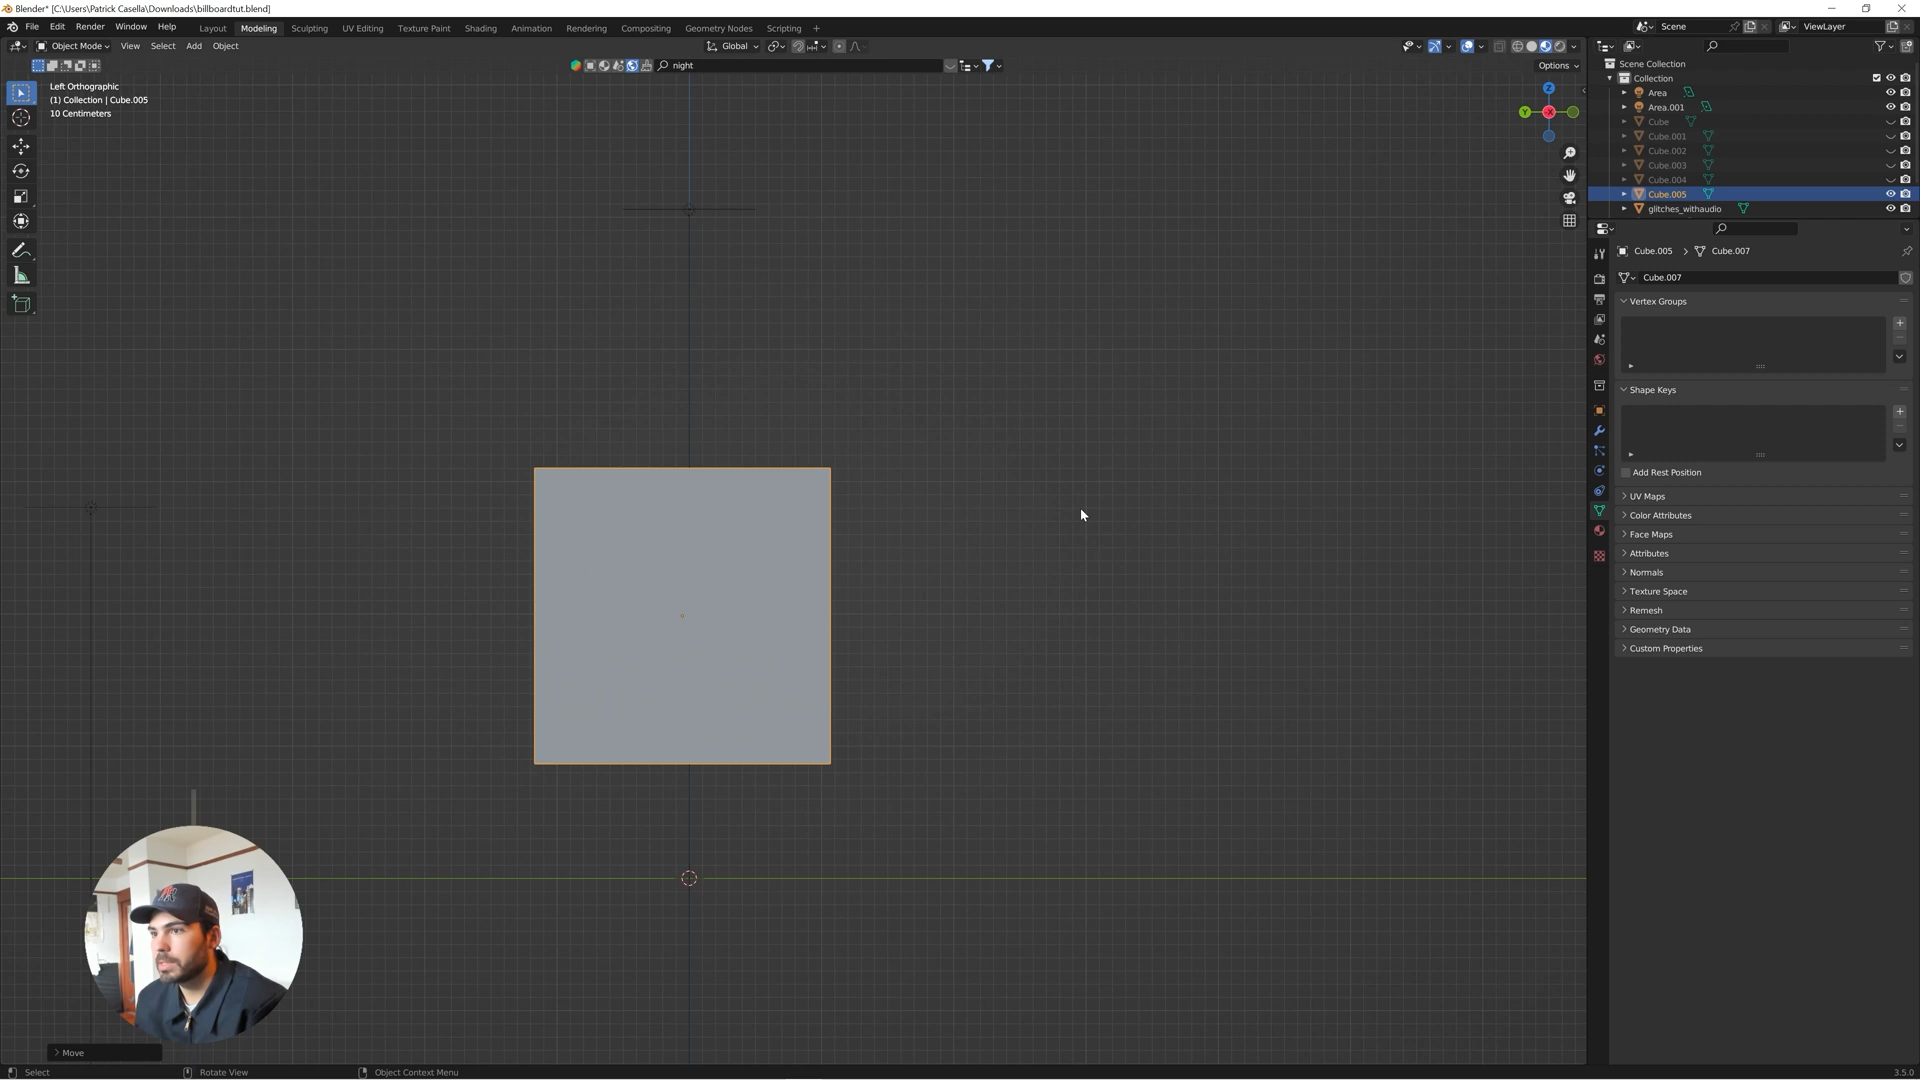 Blender* [C:\Users\Patrick Casella\Downloads\billboardtut.blend]
File Edit Render Window Help Layout Modeling Sculpting UV Editing Texture Paint Shading Animation Rendering Compositing Geometry Nodes Scripting + Scene ViewLayer
Object Mode View Select Add Object Global
night Options
Left Orthographic
(1) Collection | Cube.005
10 Centimeters
Z
Y
X
Scene Collection
Collection
Area
Area.001
Cube
Cube.001
Cube.002
Cube.003
Cube.004
Cube.005
glitches_withaudio
Cube.005 > Cube.007
Cube.007
Vertex Groups
Shape Keys
Add Rest Position
UV Maps
Color Attributes
Face Maps
Attributes
Normals
Texture Space
Remesh
Geometry Data
Custom Properties
Move
Select Rotate View Object Context Menu 3.5.0